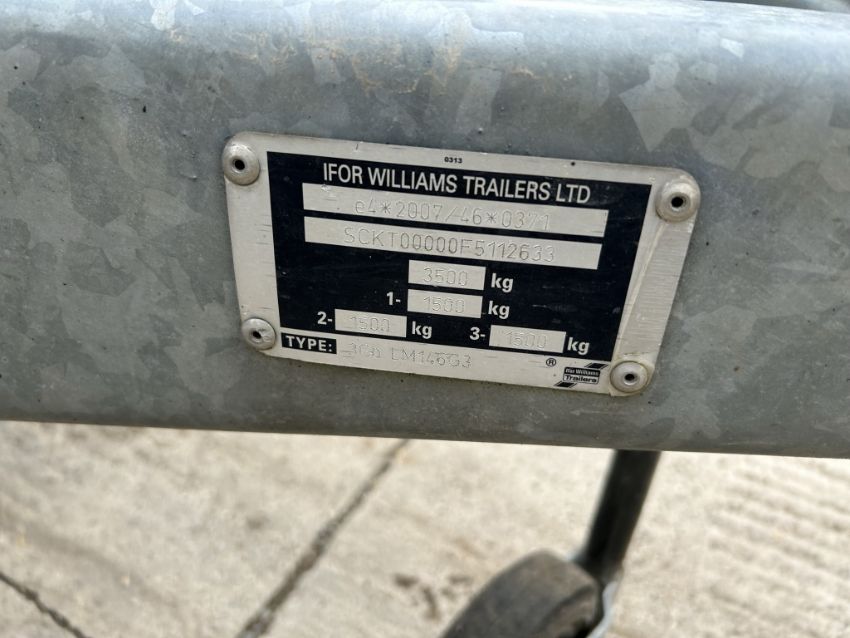 0313
IFOR WILLIAMS TRAILERS LTD
e4*2007/46*0371
SCKT00000F5112633
3500 kg
1- 1500 kg
2- 1500 kg 3- 1500 kg
TYPE: LM146G3
®
Ifor Williams
Trailers